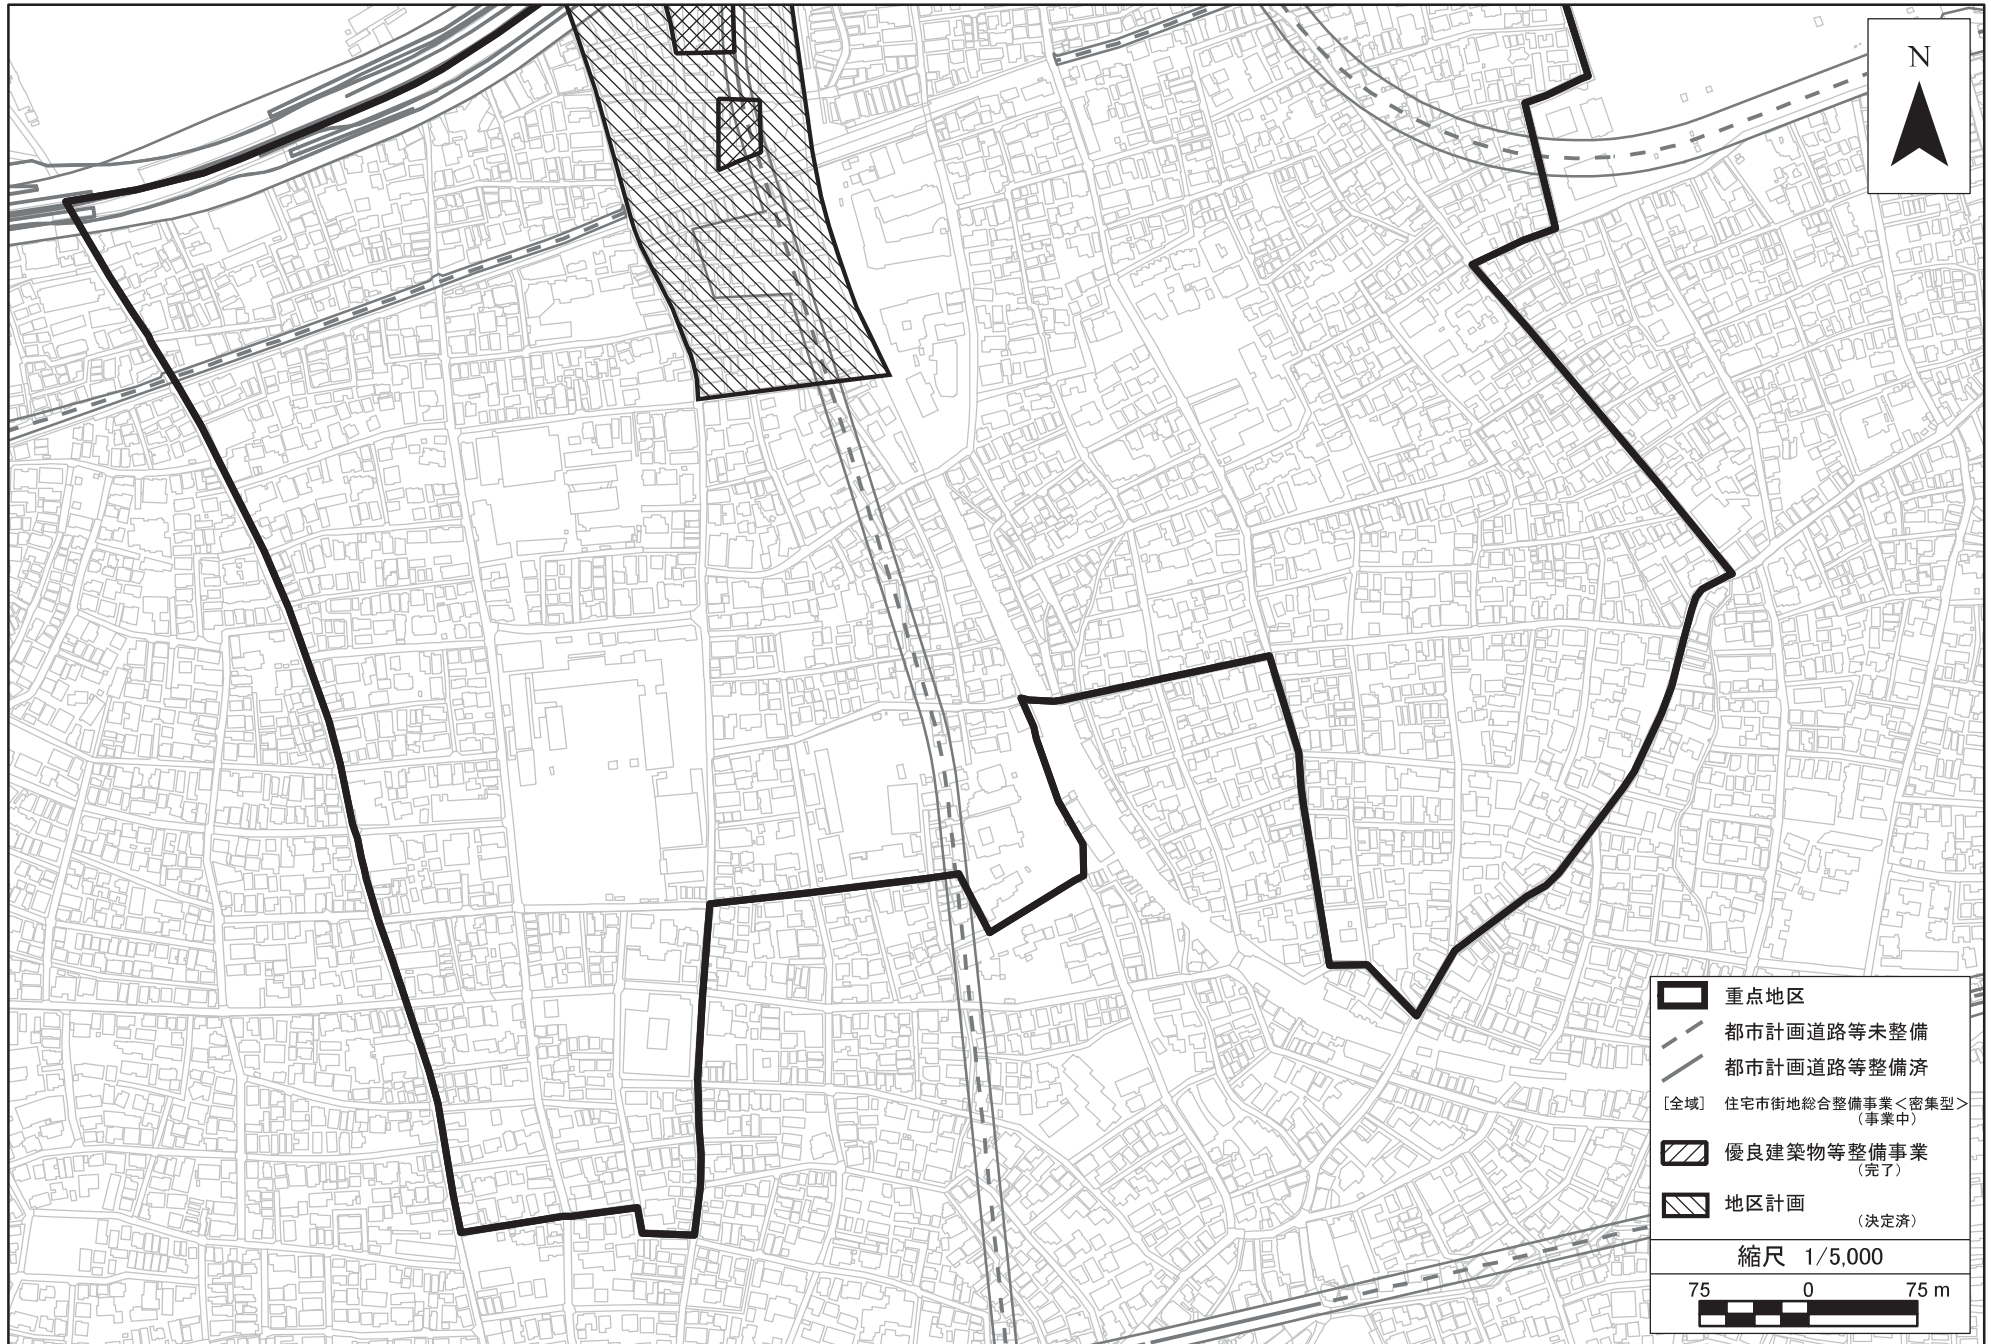 N
重点地区
都市計画道路等未整備
都市計画道路等整備済
[全域] 住宅市街地総合整備事業<密集型>
(事業中)
優良建築物等整備事業
(完了)
地区計画
(決定済)
縮尺 1/5,000
75 0 75 m